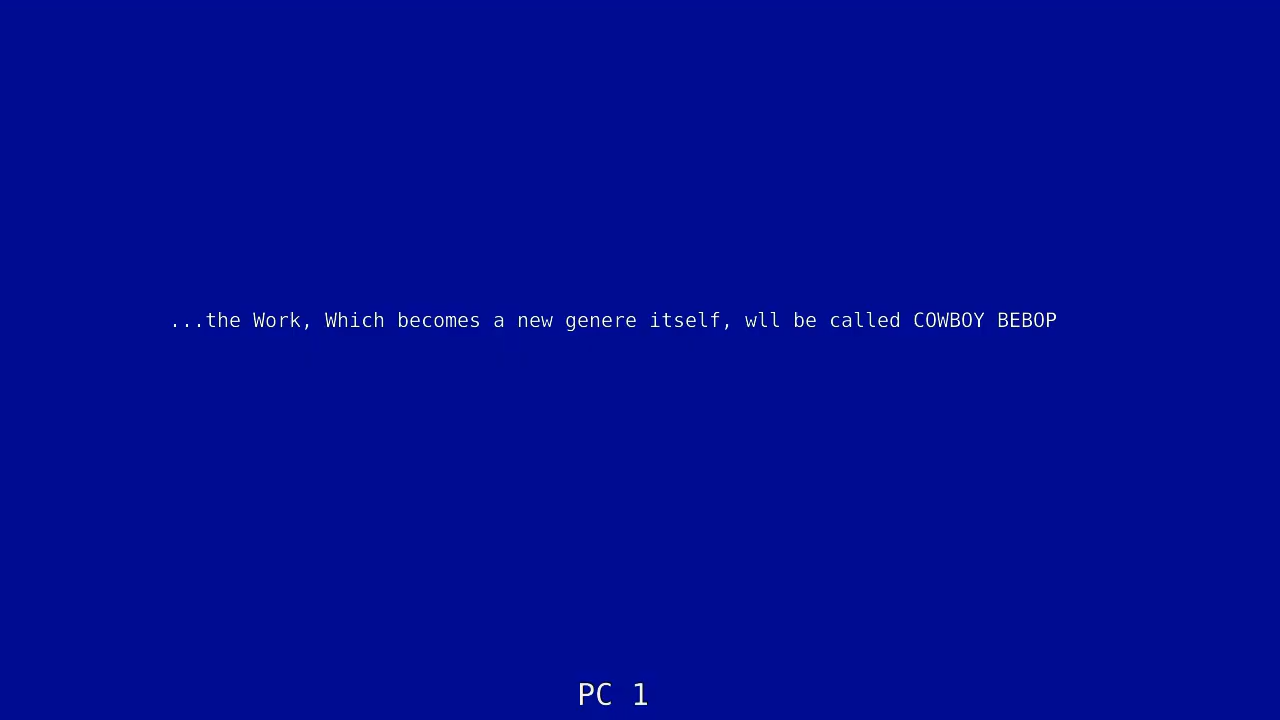 ...the Work, Which becomes a new genere itself, wll be called COWBOY BEBOP
PC 1